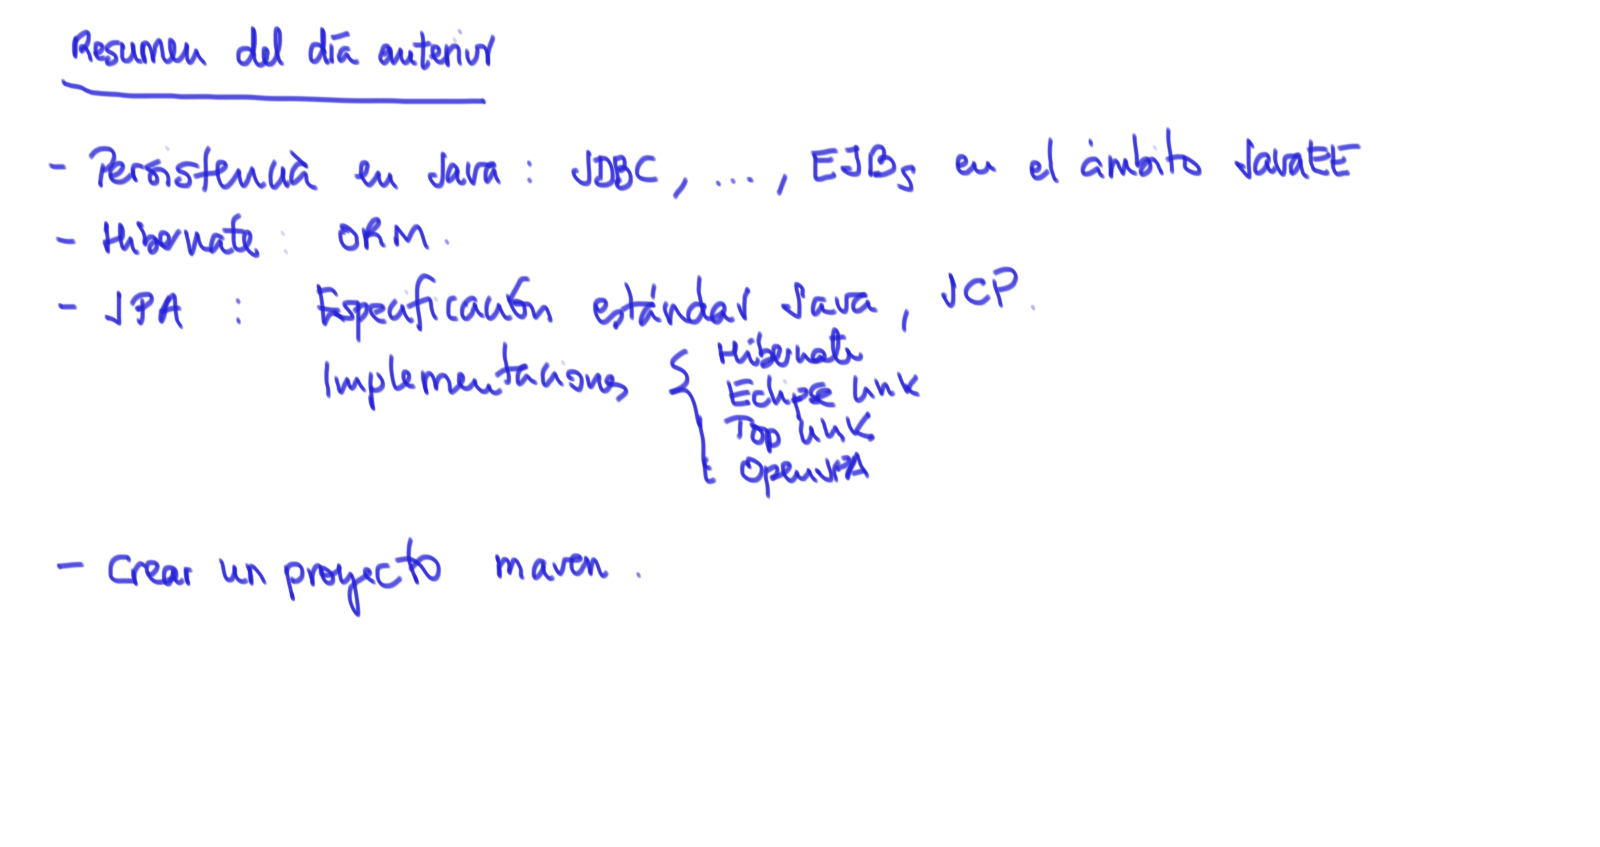 Resumen del día anterior
- Persistencia en Java : JDBC, ..., EJBs en el ámbito JavaEE
- Hibernate : ORM.
- JPA : Especificación estándar Java, JCP.
Implementaciones { Hibernate
Eclipse Link
Top Link
OpenJPA
- Crear un proyecto maven.